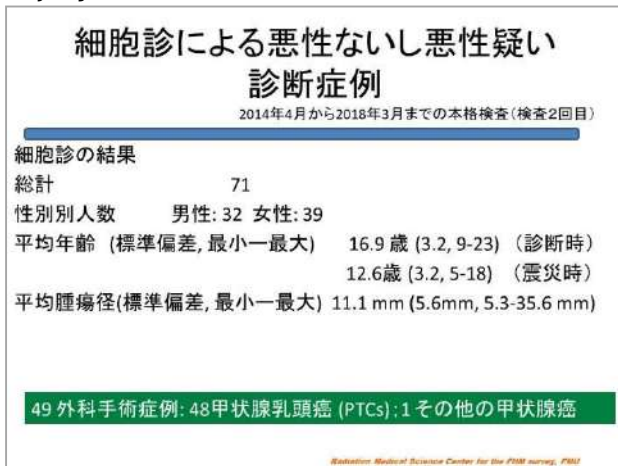 細胞診による悪性ないし悪性疑い
診断症例
2014年4月から2018年3月までの本格検査(検査2回目)
細胞診の結果
総計 71
性別別人数 男性: 32 女性: 39
平均年齢 (標準偏差, 最小ー最大) 16.9 歳 (3.2, 9-23) (診断時)
12.6歳 (3.2, 5-18) (震災時)
平均腫瘍径(標準偏差, 最小ー最大) 11.1 mm (5.6mm, 5.3-35.6 mm)
49 外科手術症例: 48甲状腺乳頭癌 (PTCs) ; 1 その他の甲状腺癌
Radiation Medical Science Center for the FHM survey, FMU